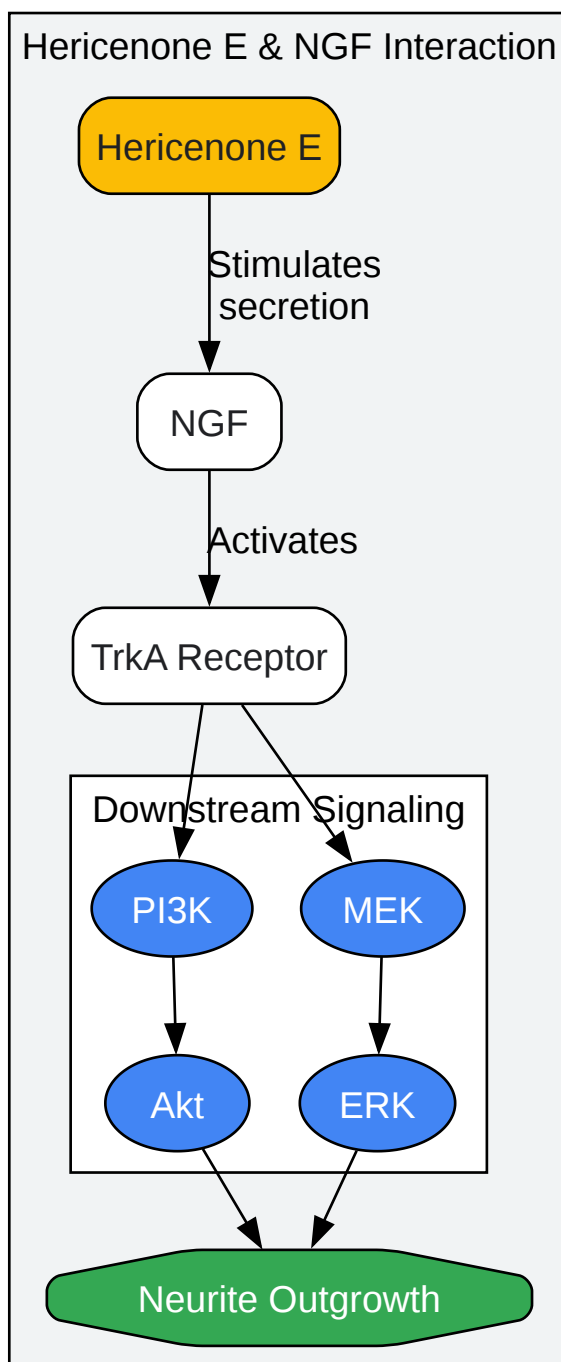 Hericenone E & NGF Interaction
Hericenone E
Stimulates
secretion
NGF
Activates
TrkA Receptor
Downstream Signaling
PI3K
MEK
Akt
ERK
Neurite Outgrowth